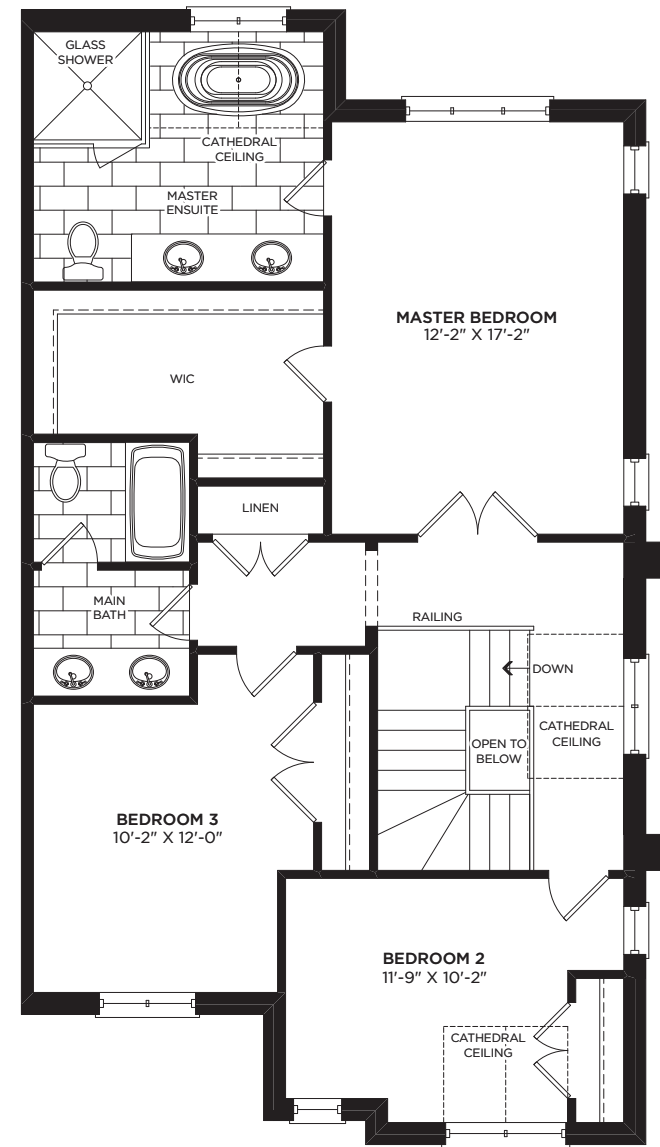 GLASS
SHOWER
CATHEDRAL
CEILING
MASTER
ENSUITE
MASTER BEDROOM
12'-2" X 17'-2"
WIC
LINEN
MAIN
BATH
RAILING
DOWN
CATHEDRAL
CEILING
OPEN TO
BELOW
BEDROOM 3
10'-2" X 12'-0"
BEDROOM 2
11'-9" X 10'-2"
CATHEDRAL
CEILING